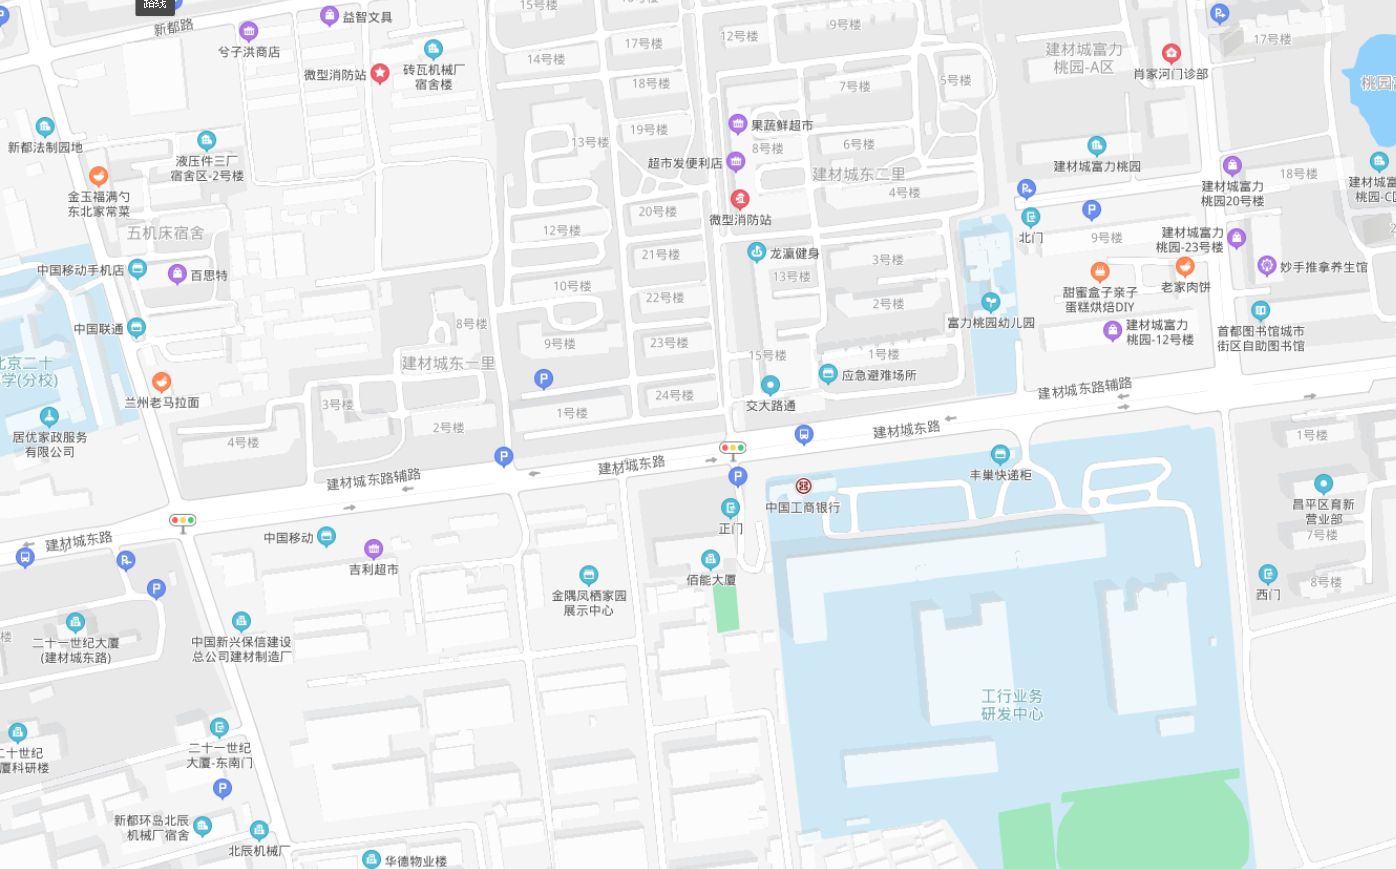 路线
新都路
益智文具
兮子洪商店
微型消防站
砖瓦机械厂
宿舍楼
15号楼
17号楼
14号楼
18号楼
12号楼
9号楼
7号楼
5号楼
建材城富力
桃园-A区
肖家河门诊部
17号楼
新都法制园地
液压件三厂
宿舍区-2号楼
金玉福满勺
东北家常菜
五机床宿舍
中国移动手机店
百思特
中国联通
兰州老马拉面
居优家政服务
有限公司
13号楼
19号楼
果蔬鲜超市
8号楼
超市发便利店
6号楼
建材城东二里
4号楼
微型消防站
20号楼
12号楼
21号楼
龙瀛健身
13号楼
3号楼
10号楼
22号楼
2号楼
8号楼
9号楼
23号楼
15号楼
1号楼
应急避难场所
建材城东一里
24号楼
交大路通
3号楼
1号楼
2号楼
4号楼
建材城富力桃园
18号楼
建材城富力
桃园20号楼
北门
9号楼
建材城富力
桃园-23号楼
妙手推拿养生馆
老家肉饼
甜蜜盒子亲子
蛋糕烘焙DIY
富力桃园幼儿园
建材城富力
桃园-12号楼
首都图书馆城市
街区自助图书馆
建材城东路辅路
建材城东路
建材城东路
建材城东路辅路
建材城东路
1号楼
丰巢快递柜
中国工商银行
昌平区育新
营业部
7号楼
8号楼
西门
正门
佰能大厦
中国移动
吉利超市
金隅凤栖家园
展示中心
二十一世纪大厦
(建材城东路)
中国新兴保信建设
总公司建材制造厂
工行业务
研发中心
二十一世纪
大厦-东南门
新都环岛北辰
机械厂宿舍
北辰机械厂
华德物业楼